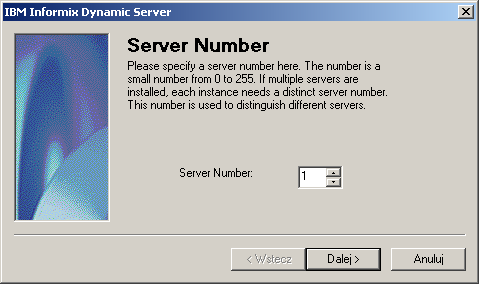 IBM Informix Dynamic Server
Server Number
Please specify a server number here. The number is a
small number from 0 to 255. If multiple servers are
installed, each instance needs a distinct server number.
This number is used to distinguish different servers.
Server Number:
1
< Wstecz
Dalej >
Anuluj